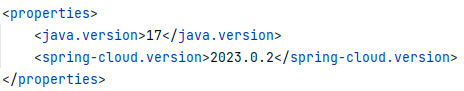 <properties>
    <java.version>17</java.version>
    <spring-cloud.version>2023.0.2</spring-cloud.version>
</properties>